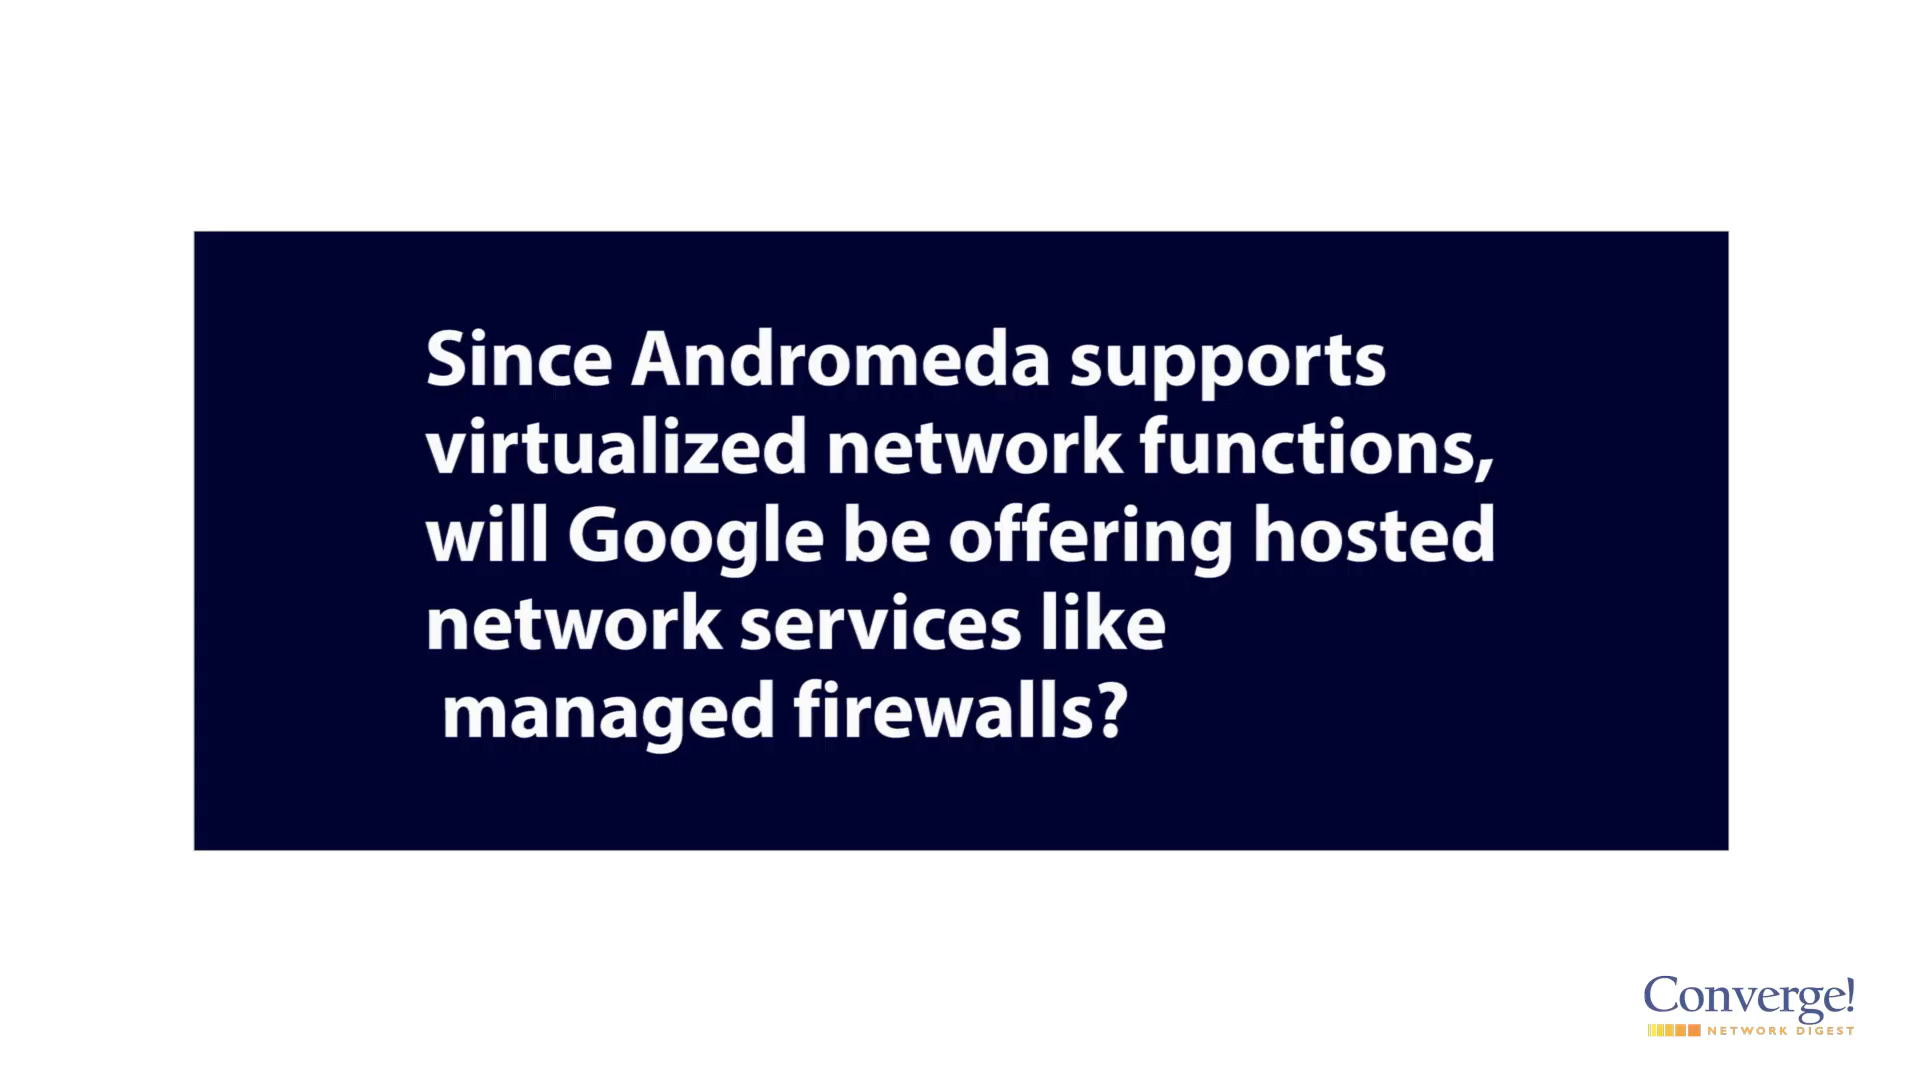 Since Andromeda supports
virtualized network functions,
will Google be offering hosted
network services like
managed firewalls?
Converge!
NETWORK DIGEST